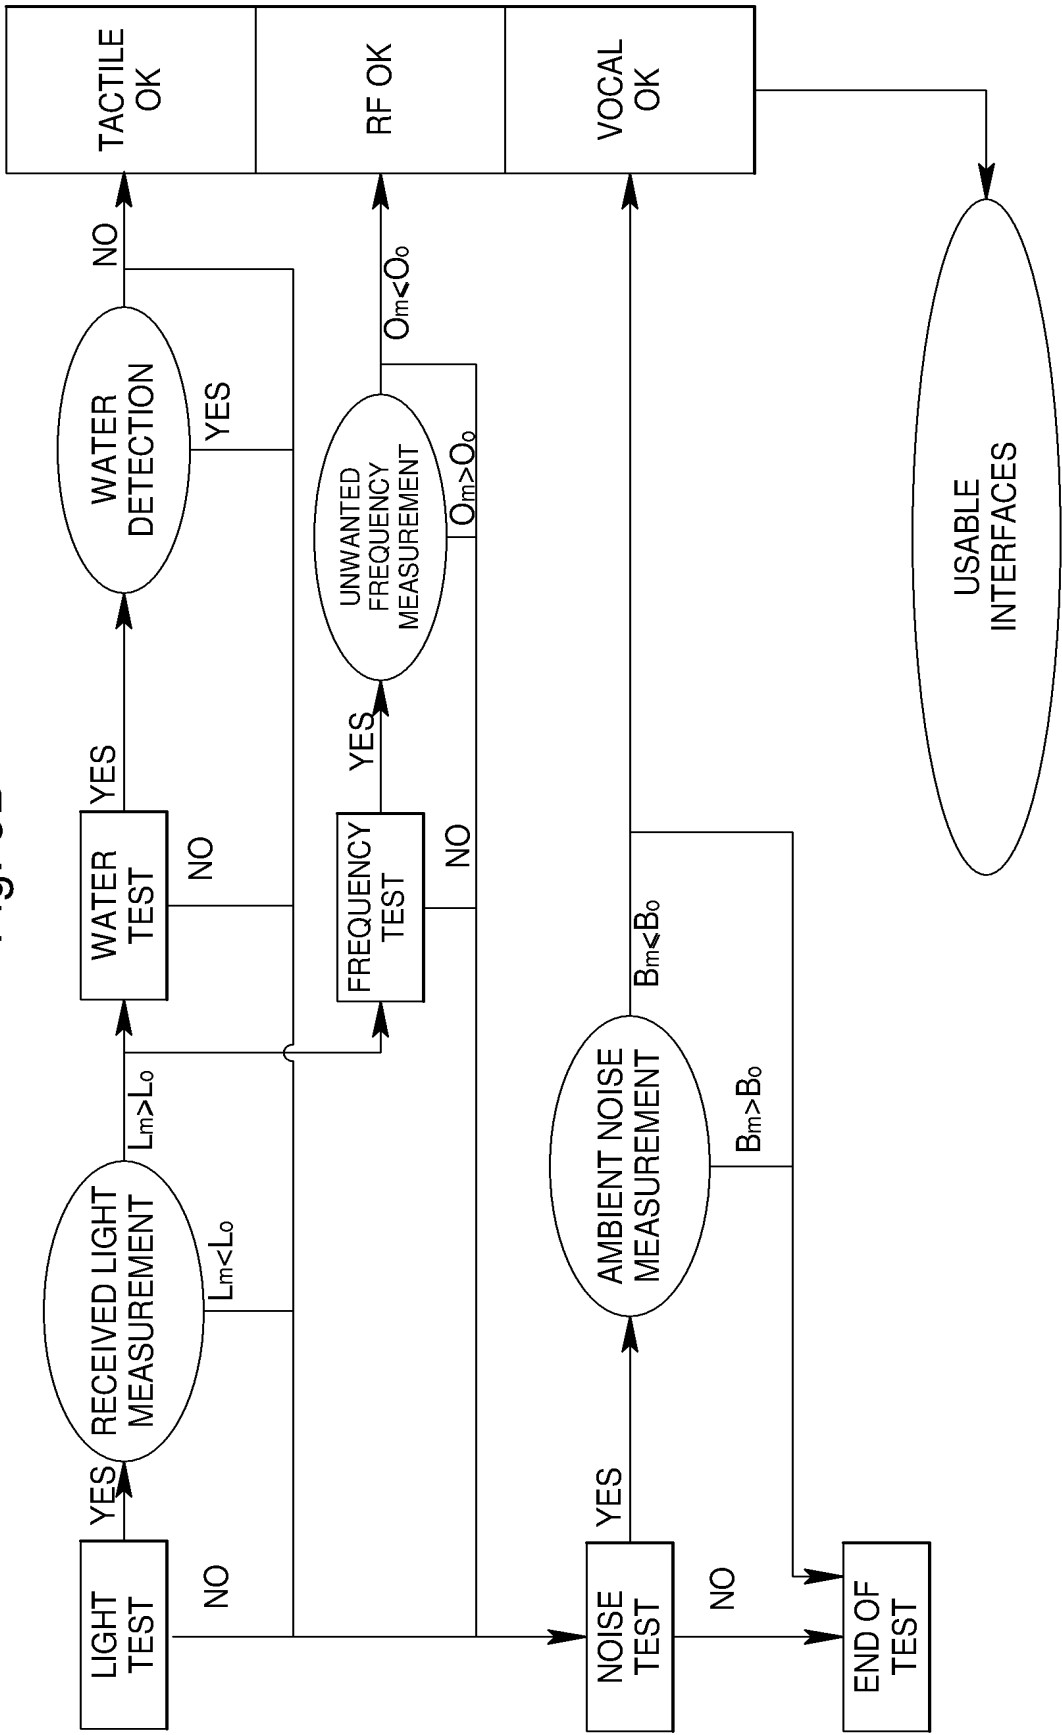 LIGHT
TEST
YES
RECEIVED LIGHT
MEASUREMENT
Lm>Lo
WATER
TEST
YES
WATER
DETECTION
NO
TACTILE
OK
NO
Lm<Lo
NO
YES
FREQUENCY
TEST
YES
UNWANTED
FREQUENCY
MEASUREMENT
Om≤Oo
RF OK
NO
Om>Oo
NOISE
TEST
YES
AMBIENT NOISE
MEASUREMENT
Bm≤Bo
VOCAL
OK
NO
Bm>Bo
END OF
TEST
USABLE
INTERFACES